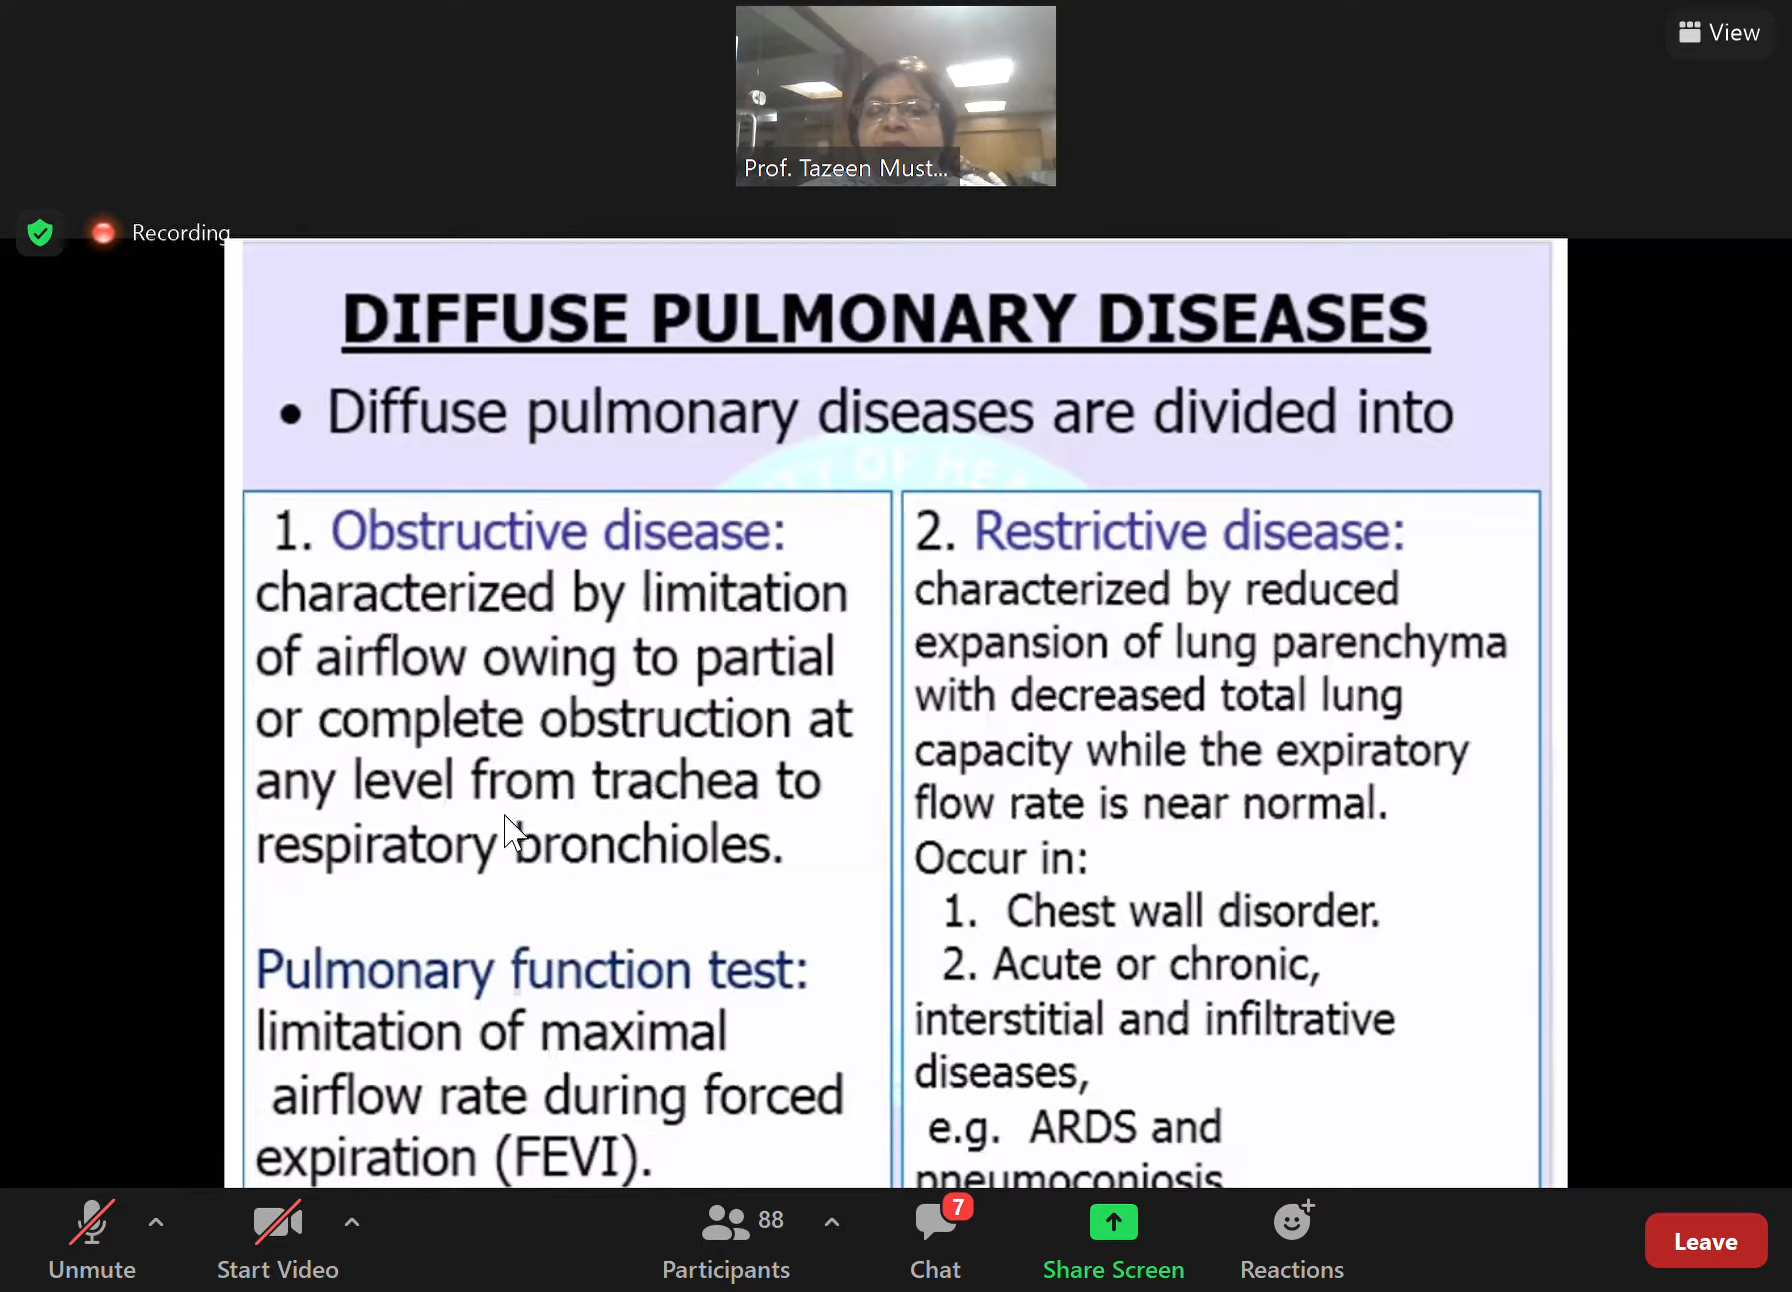 View
Prof. Tazeen Must...
Recording
DIFFUSE PULMONARY DISEASES
• Diffuse pulmonary diseases are divided into
OF HEA
1. Obstructive disease:
characterized by limitation
of airflow owing to partial
or complete obstruction at
any level from trachea to
respiratory bronchioles.
Pulmonary function test:
limitation of maximal
airflow rate during forced
expiration (FEVI).
2. Restrictive disease:
characterized by reduced
expansion of lung parenchyma
with decreased total lung
capacity while the expiratory
flow rate is near normal.
Occur in:
1. Chest wall disorder.
2. Acute or chronic,
interstitial and infiltrative
diseases,
e.g. ARDS and
pneumoconiosis
Unmute
Start Video
88
Participants
7
Chat
Share Screen
Reactions
Leave